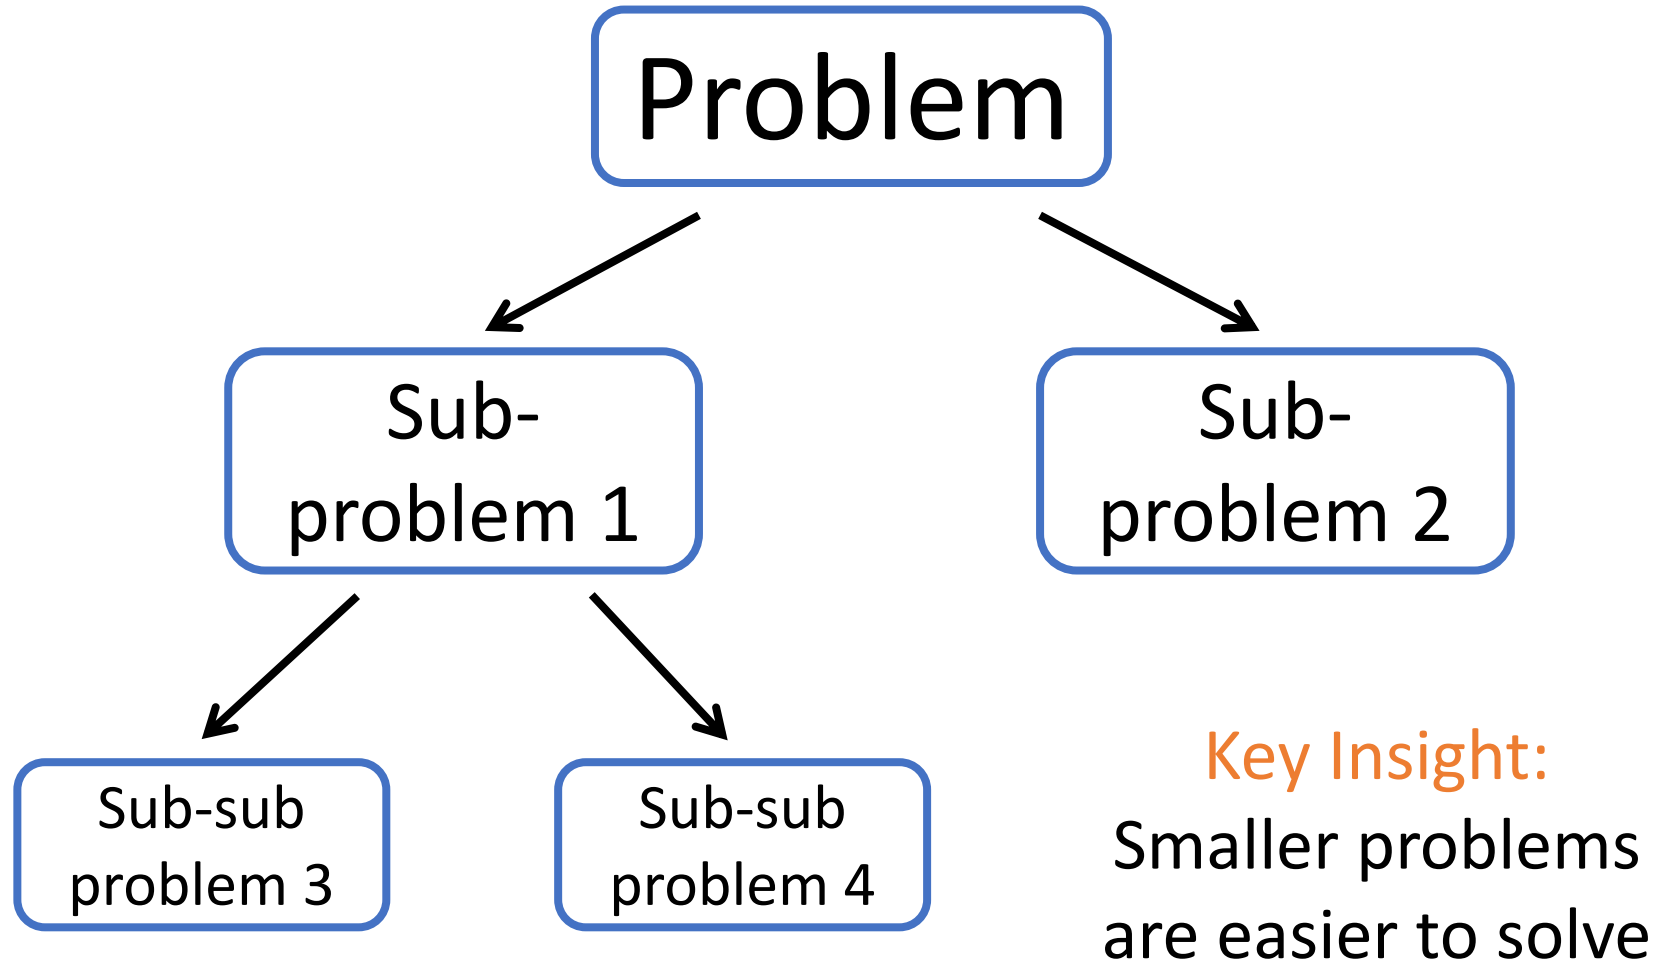 Problem
Sub-
problem 1
Sub-
problem 2
Sub-sub
problem 3
Sub-sub
problem 4
Key Insight:
Smaller problems
are easier to solve